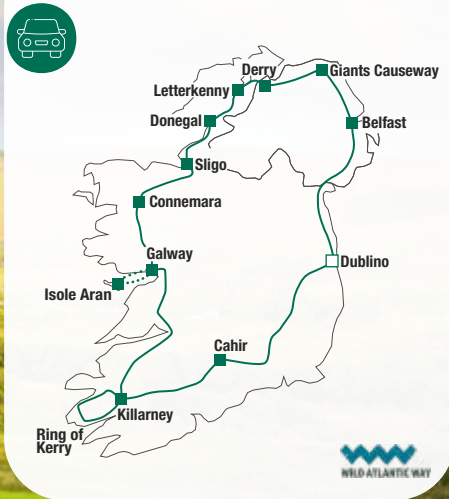 Derry
Giants Causeway
Letterkenny
Donegal
Belfast
Sligo
Connemara
Galway
Dublino
Isole Aran
Cahir
Killarney
Ring of
Kerry
WILD ATLANTIC WAY